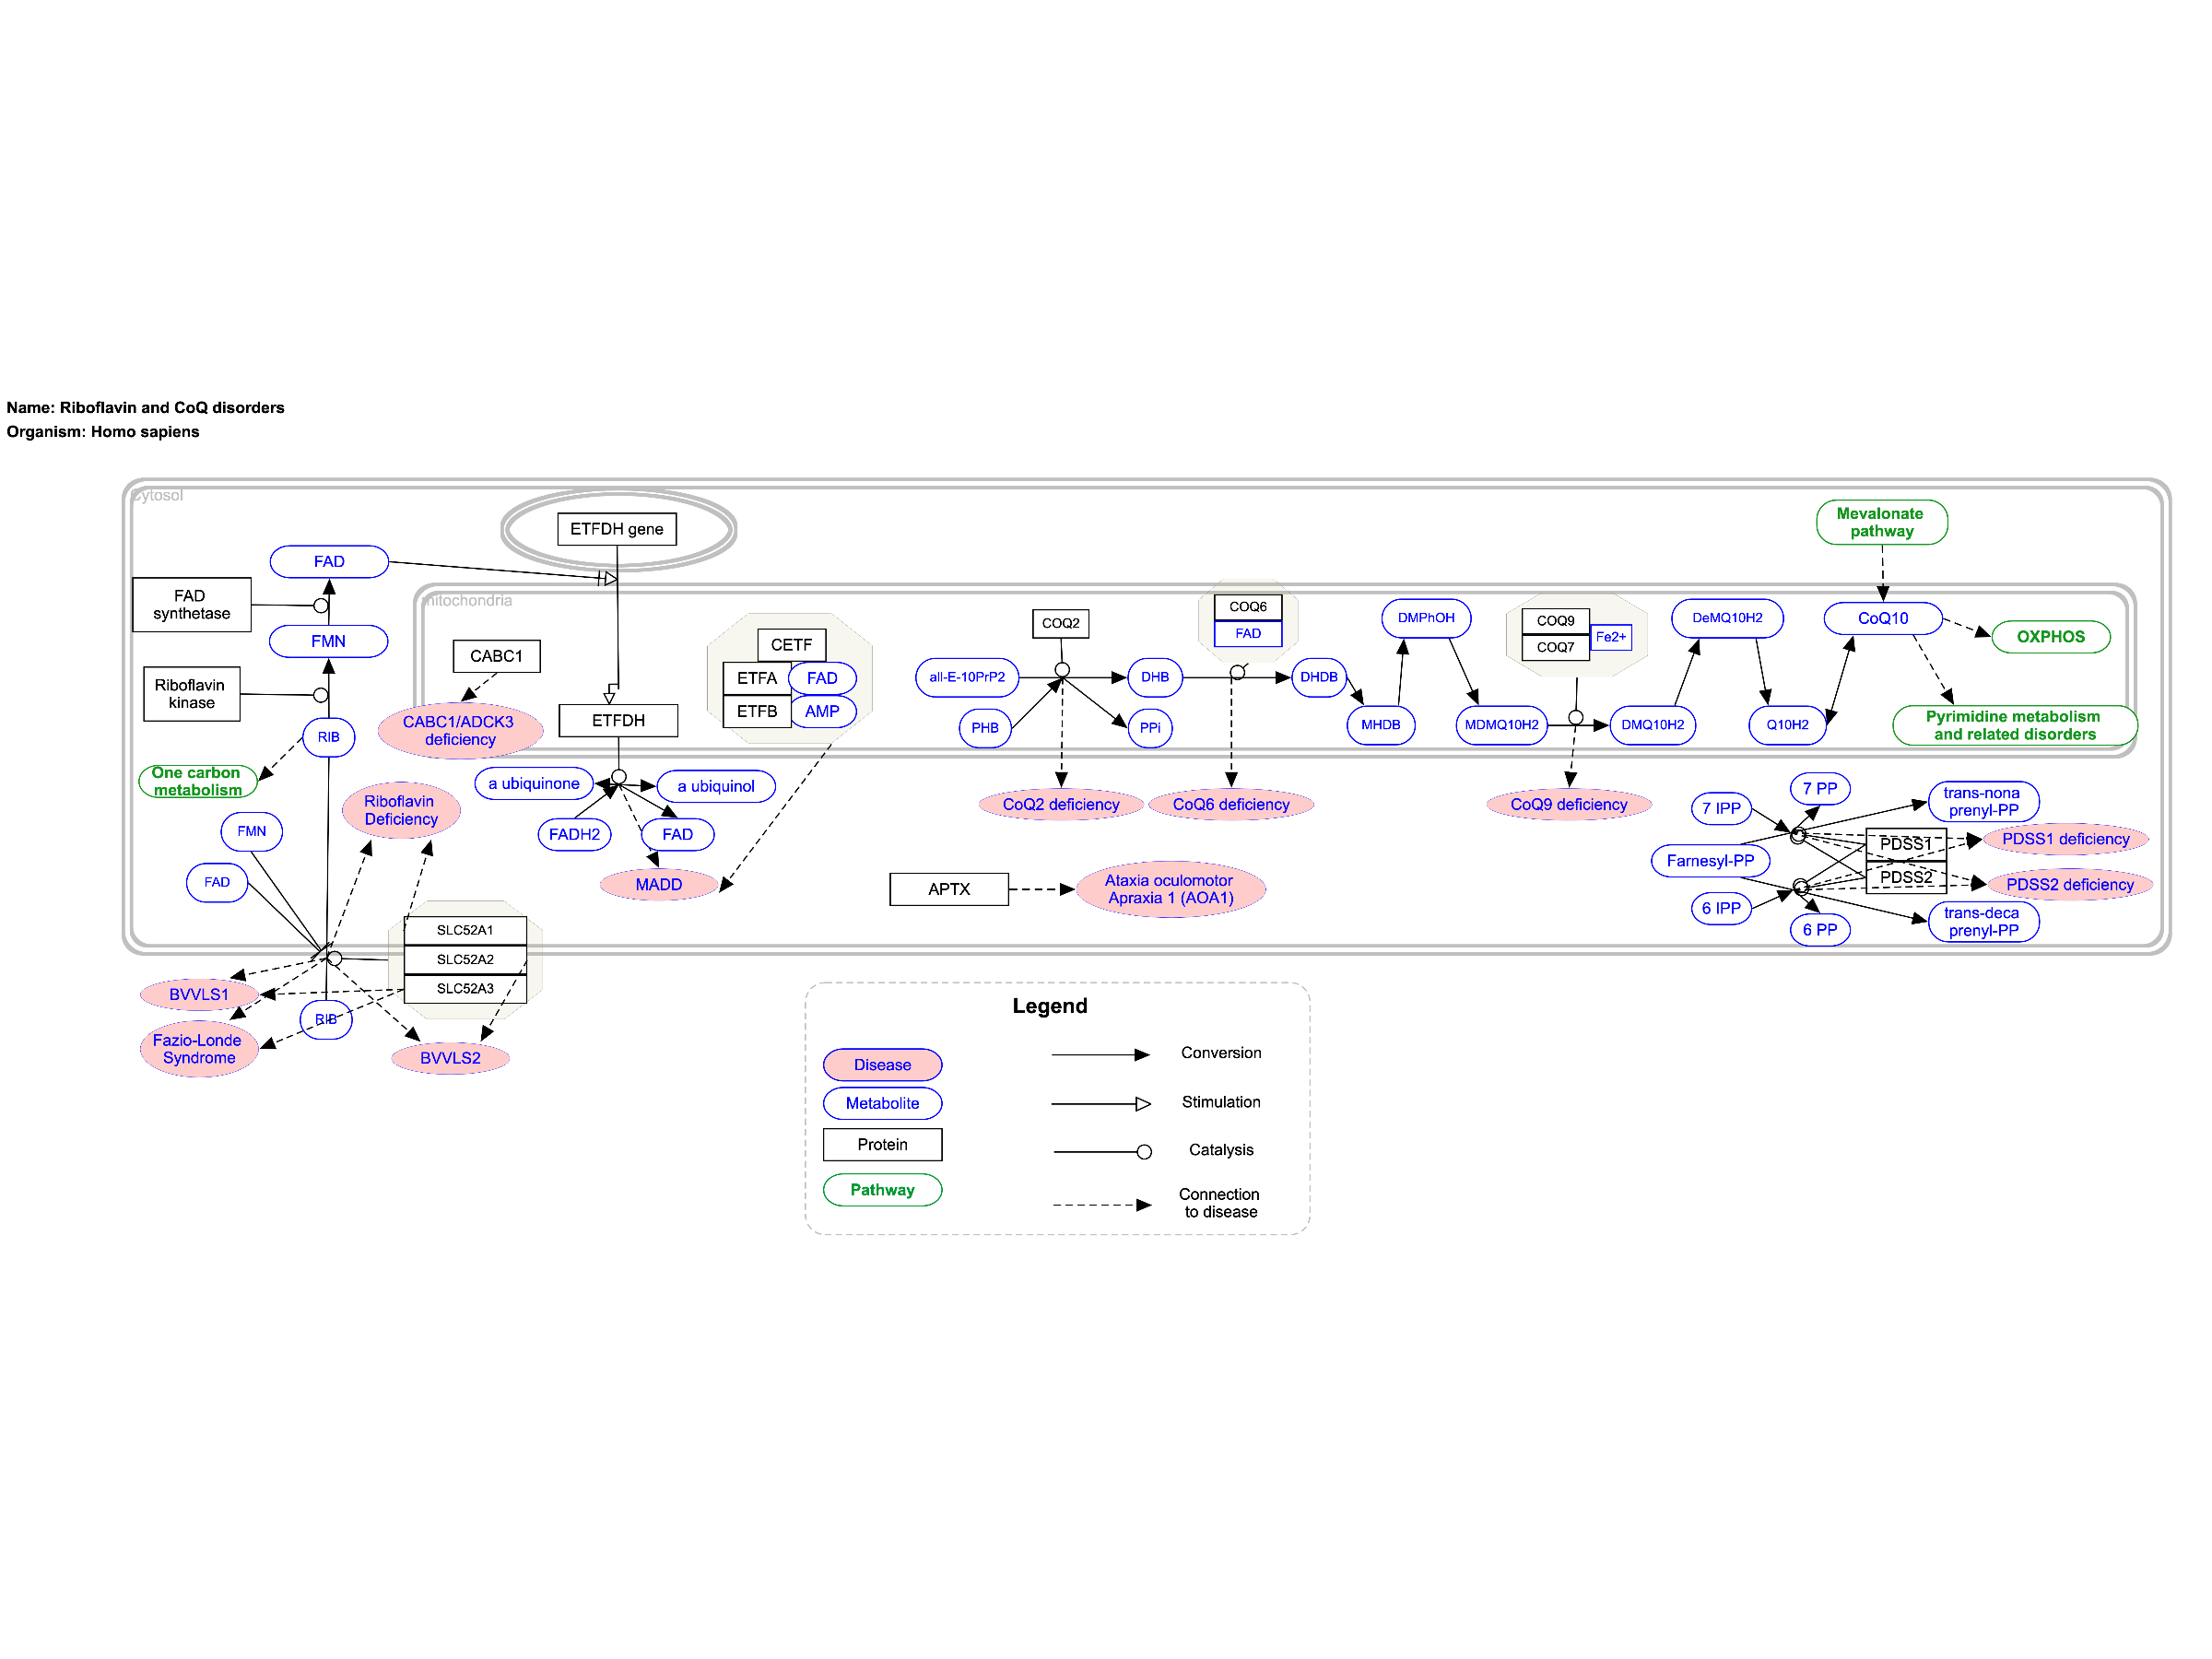 Name: Riboflavin and CoQ disorders
Organism: Homo sapiens
Cytosol
ETFDH gene
Mevalonate
pathway
FAD
FAD
synthetase
mitochondria
FMN
CABC1
CETF
ETFA
FAD
ETFB
AMP
COQ2
COQ6
FAD
DMPhOH
COQ9
COQ7
Fe2+
DeMQ10H2
CoQ10
OXPHOS
Riboflavin
kinase
all-E-10PrP2
DHB
DHDB
PHB
PPi
MHDB
MDMQ10H2
DMQ10H2
Q10H2
Pyrimidine metabolism
and related disorders
RIB
CABC1/ADCK3
deficiency
ETFDH
One carbon
metabolism
Riboflavin
Deficiency
a ubiquinone
a ubiquinol
FADH2
FAD
MADD
CoQ2 deficiency
CoQ6 deficiency
CoQ9 deficiency
7 IPP
7 PP
trans-nona
prenyl-PP
PDSS1
PDSS2
PDSS1 deficiency
Farnesyl-PP
PDSS2 deficiency
6 IPP
6 PP
trans-deca
prenyl-PP
FMN
FAD
APTX
Ataxia oculomotor
Apraxia 1 (AOA1)
SLC52A1
SLC52A2
SLC52A3
BVVLS1
RIB
Fazio-Londe
Syndrome
BVVLS2
Legend
Disease
Conversion
Metabolite
Stimulation
Protein
Catalysis
Pathway
Connection
to disease